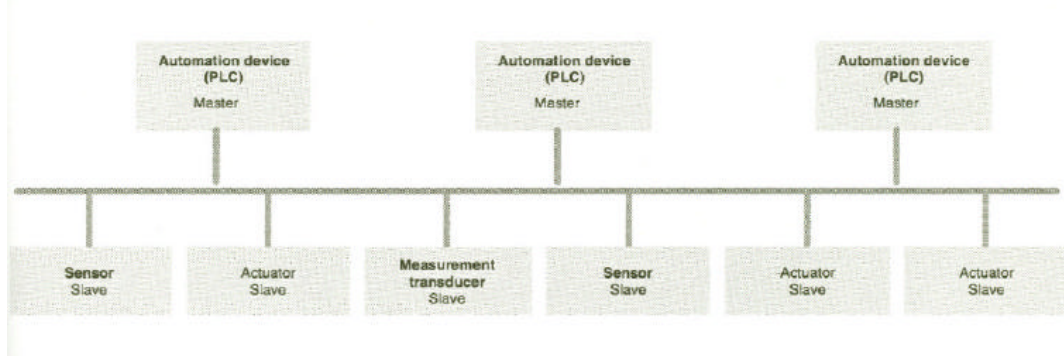 Automation device
(PLC)
Master
Automation device
(PLC)
Master
Automation device
(PLC)
Master
Sensor
Slave
Actuator
Slave
Measurement
transducer
Slave
Sensor
Slave
Actuator
Slave
Actuator
Slave